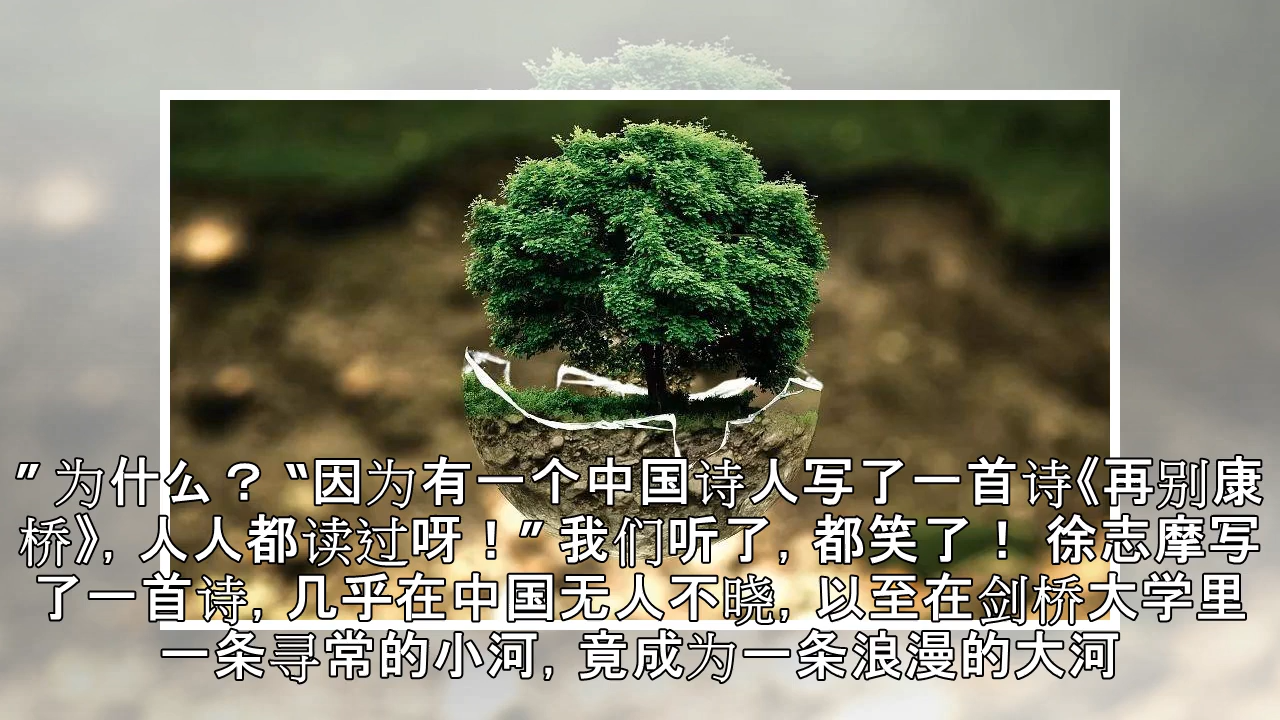 ”为什么？“因为有一个中国诗人写了一首诗《再别康
桥》, 人人都读过呀！”我们听了, 都笑了！ 徐志摩写
了一首诗, 几乎在中国无人不晓, 以至在剑桥大学里
一条寻常的小河, 竟成为一条浪漫的大河